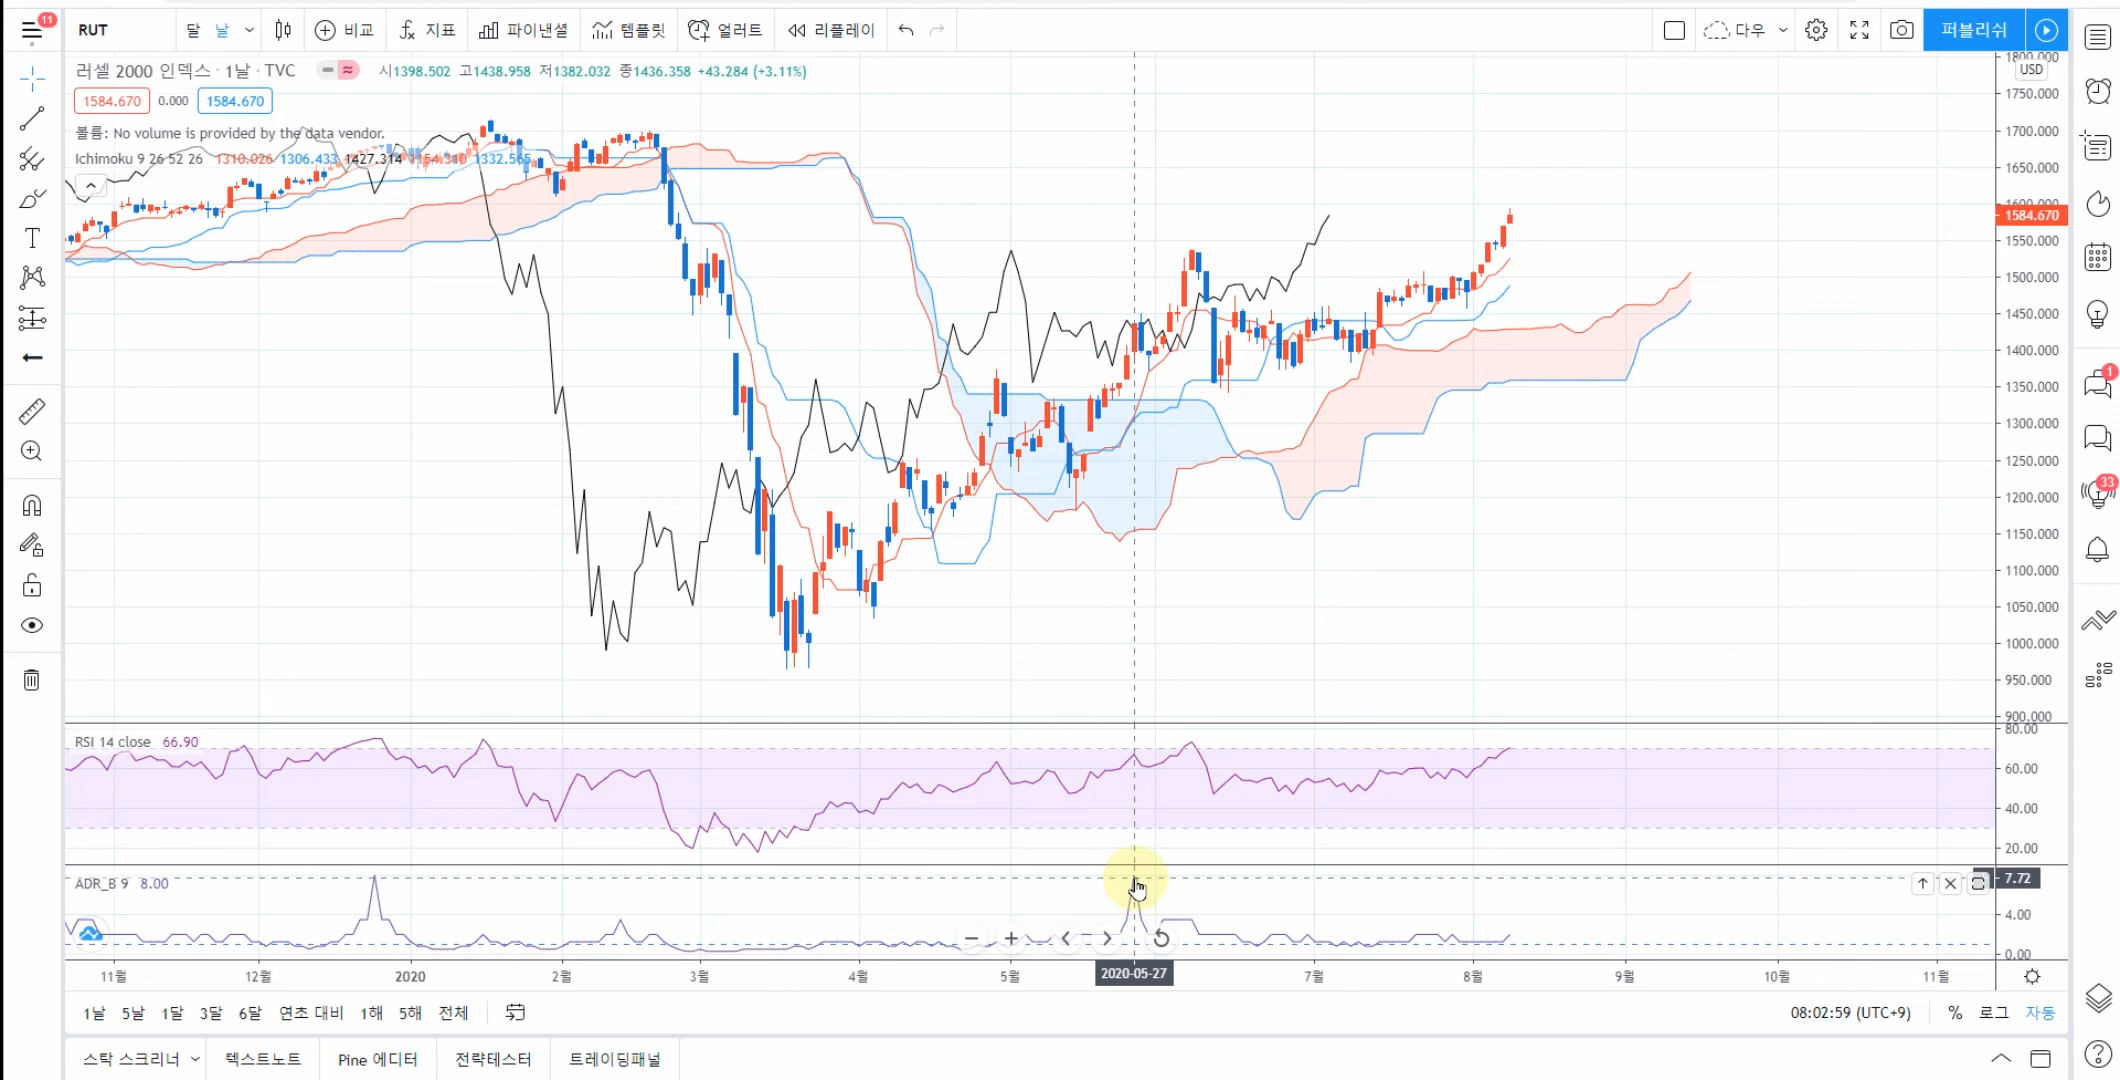 11
RUT
달 날
비교
지표
파이낸셜
템플릿
얼러트
리플레이
다우
퍼블리쉬
러셀 2000 인덱스 · 1날 · TVC
시1398.502 고1438.958 저1382.032 종1436.358 +43.284 (+3.11%)
1584.670 0.000 1584.670
볼륨: No volume is provided by the data vendor.
Ichimoku 9 26 52 26 1310.026 1306.433 1427.314 1154.310 1332.565
1800.000
USD
1750.000
1700.000
1650.000
1600.000
1584.670
1550.000
1500.000
1450.000
1400.000
1350.000
1300.000
1250.000
1200.000
1150.000
1100.000
1050.000
1000.000
950.000
900.000
1
33
RSI 14 close 66.90
80.00
60.00
40.00
20.00
ADR_B 9 8.00
7.72
4.00
0.00
11월 12월 2020 2월 3월 4월 5월 2020-05-27 7월 8월 9월 10월 11월
1날 5날 1달 3달 6달 연초 대비 1해 5해 전체
08:02:59 (UTC+9) % 로그 자동
스탁 스크리너 텍스트노트 Pine 에디터 전략테스터 트레이딩패널